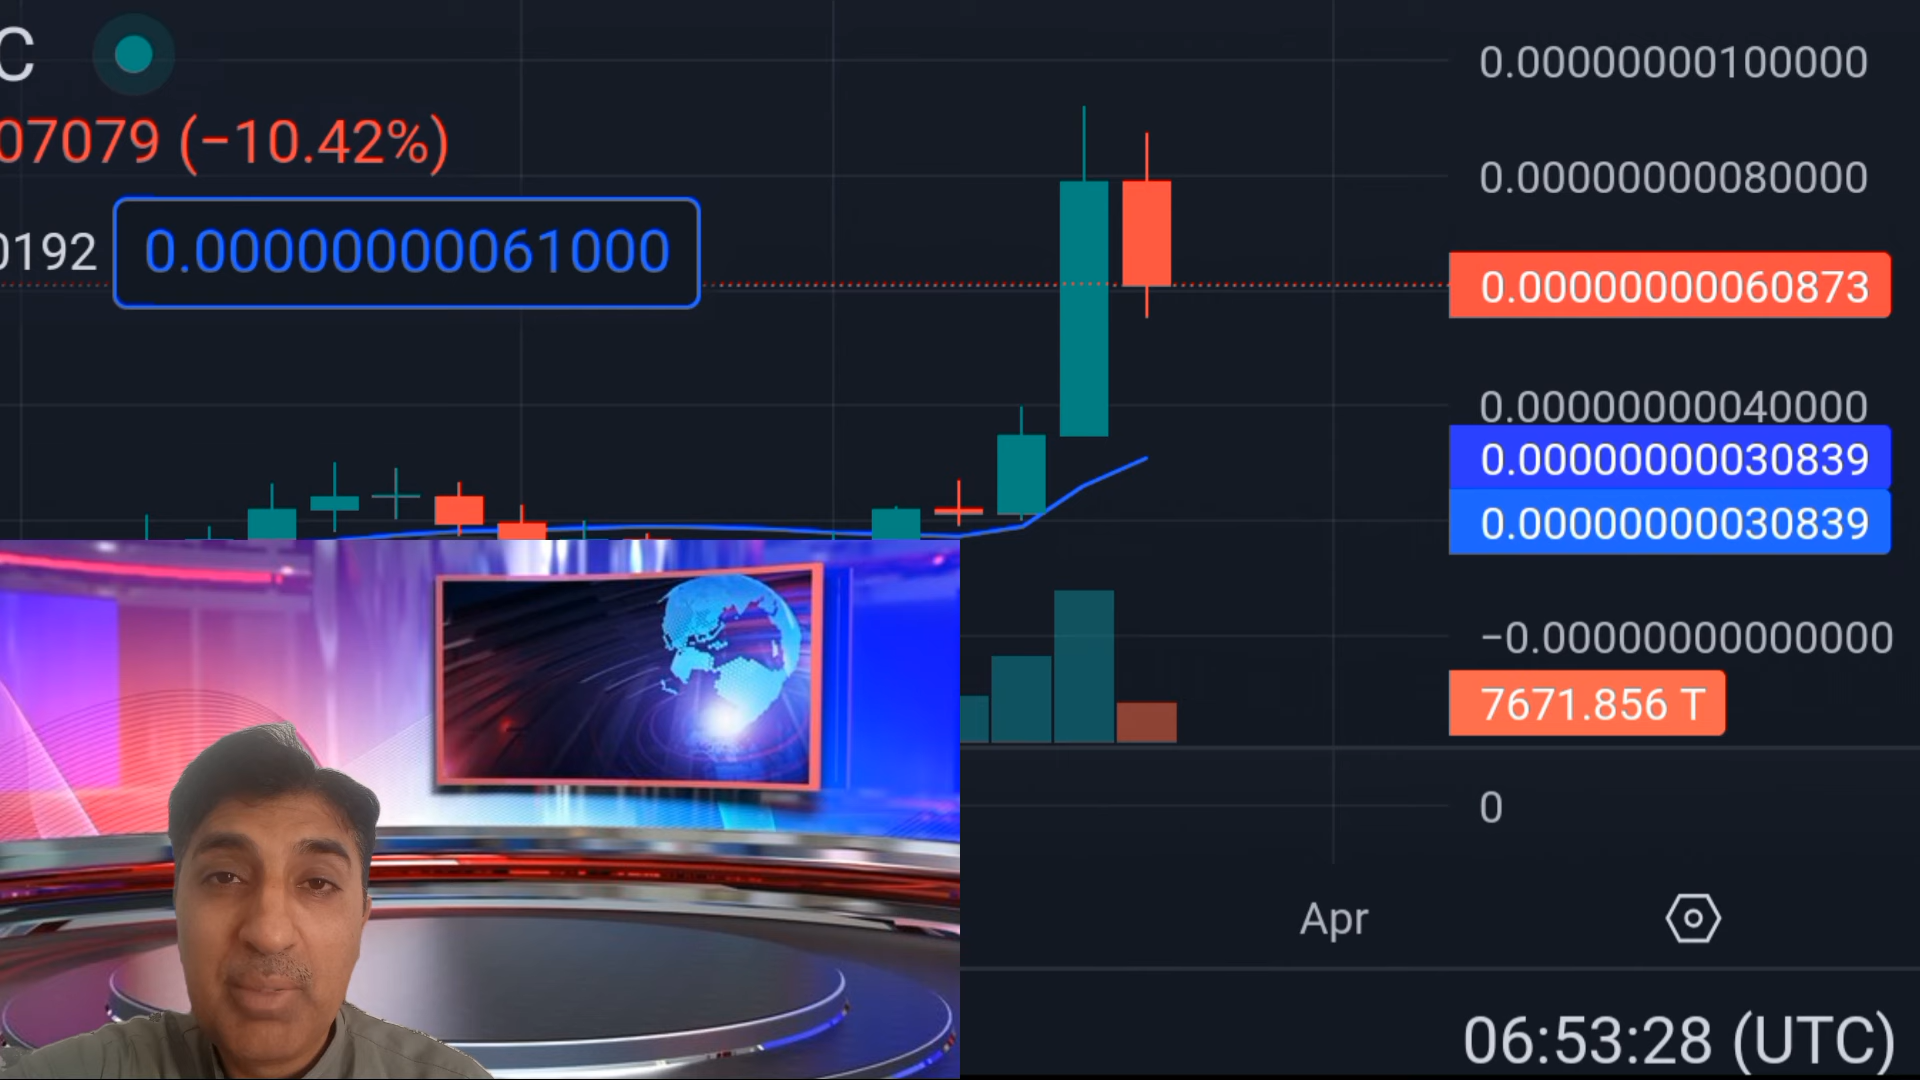 C
07079 (−10.42%)
0192 0.00000000061000
0.00000000100000
0.00000000080000
0.00000000060873
0.00000000040000
0.00000000030839
0.00000000030839
−0.00000000000000
7671.856 T
0
Apr
06:53:28 (UTC)